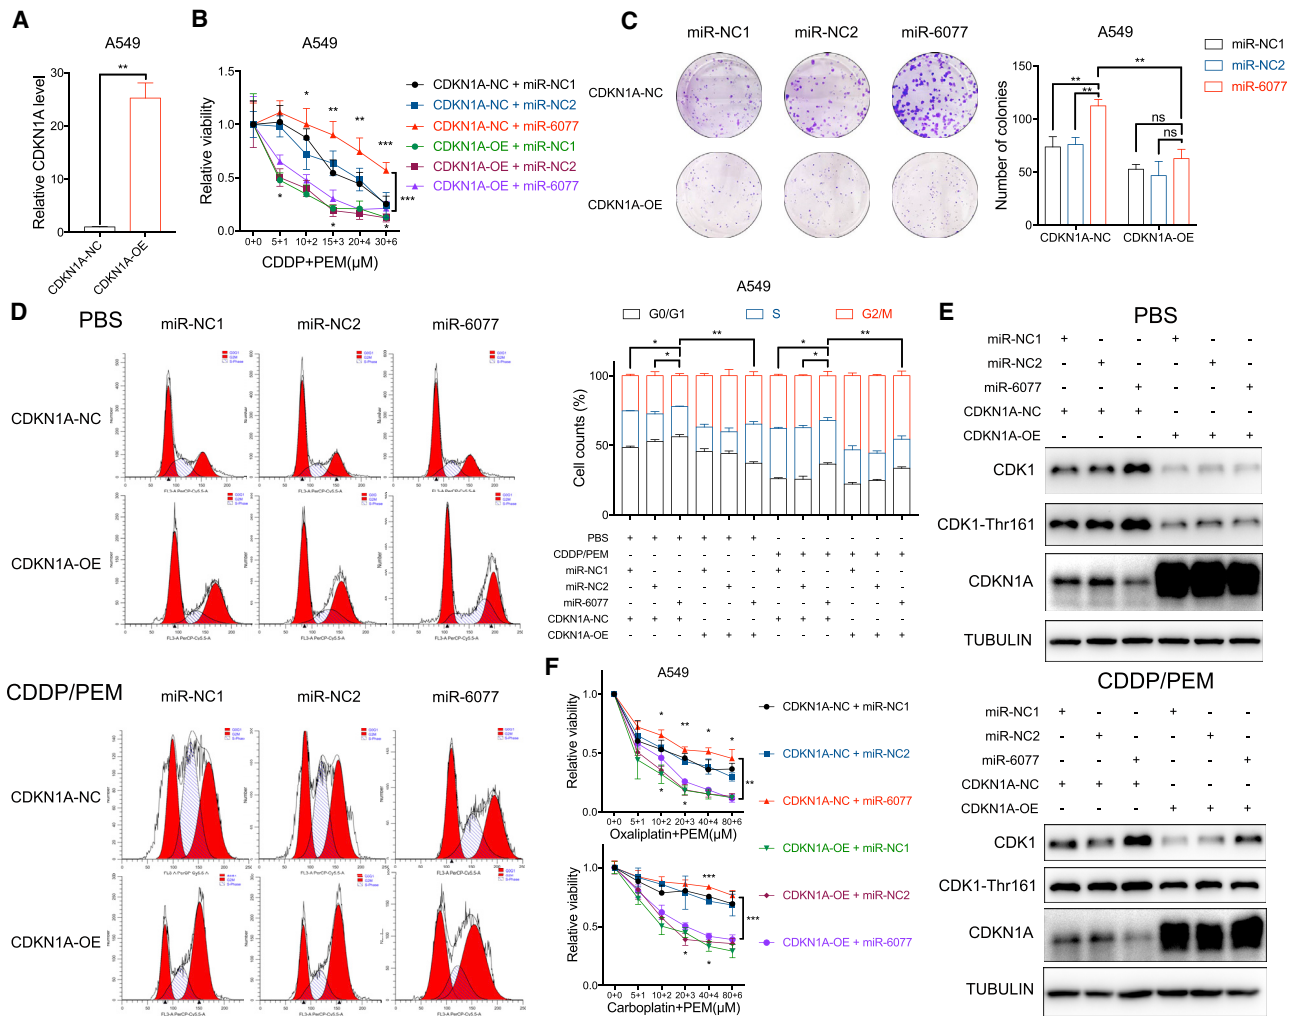 A
A549
Relative CDKN1A level
30
20
10
0
**
CDKN1A-NC
CDKN1A-OE
B
A549
Relative viability
1.5
1.0
0.5
0.0
0+0 5+1 10+2 15+3 20+4 30+6
CDDP+PEM(μM)
* ** ** ***
* * *
***
CDKN1A-NC + miR-NC1
CDKN1A-NC + miR-NC2
CDKN1A-NC + miR-6077
CDKN1A-OE + miR-NC1
CDKN1A-OE + miR-NC2
CDKN1A-OE + miR-6077
C
miR-NC1 miR-NC2 miR-6077
CDKN1A-NC
CDKN1A-OE
A549
Number of colonies
150
100
50
0
** ** **
ns
ns
CDKN1A-NC CDKN1A-OE
miR-NC1
miR-NC2
miR-6077
D
PBS
miR-NC1 miR-NC2 miR-6077
CDKN1A-NC
CDKN1A-OE
CDDP/PEM
miR-NC1 miR-NC2 miR-6077
CDKN1A-NC
CDKN1A-OE
A549
G0/G1 S G2/M
* * ** * * **
Cell counts (%)
100
50
0
PBS + + + + + + - - - - - -
CDDP/PEM - - - - - - + + + + + +
miR-NC1 + - - + - - + - - + - -
miR-NC2 - + - - + - - + - - + -
miR-6077 - - + - - + - - + - - +
CDKN1A-NC + + + - - - + + + - - -
CDKN1A-OE - - - + + + - - - + + +
E
PBS
miR-NC1 + - - + - -
miR-NC2 - + - - + -
miR-6077 - - + - - +
CDKN1A-NC + + + - - -
CDKN1A-OE - - - + + +
CDK1
CDK1-Thr161
CDKN1A
TUBULIN
CDDP/PEM
miR-NC1 + - - + - -
miR-NC2 - + - - + -
miR-6077 - - + - - +
CDKN1A-NC + + + - - -
CDKN1A-OE - - - + + +
CDK1
CDK1-Thr161
CDKN1A
TUBULIN
F
A549
Relative viability
1.0
0.5
0.0
* ** * *
* *
**
0+0 5+1 10+2 20+3 40+4 80+6
Oxaliplatin+PEM(μM)
Relative viability
1.0
0.5
0.0
***
* *
***
0+0 5+1 10+2 20+3 40+4 80+6
Carboplatin+PEM(μM)
CDKN1A-NC + miR-NC1
CDKN1A-NC + miR-NC2
CDKN1A-NC + miR-6077
CDKN1A-OE + miR-NC1
CDKN1A-OE + miR-NC2
CDKN1A-OE + miR-6077